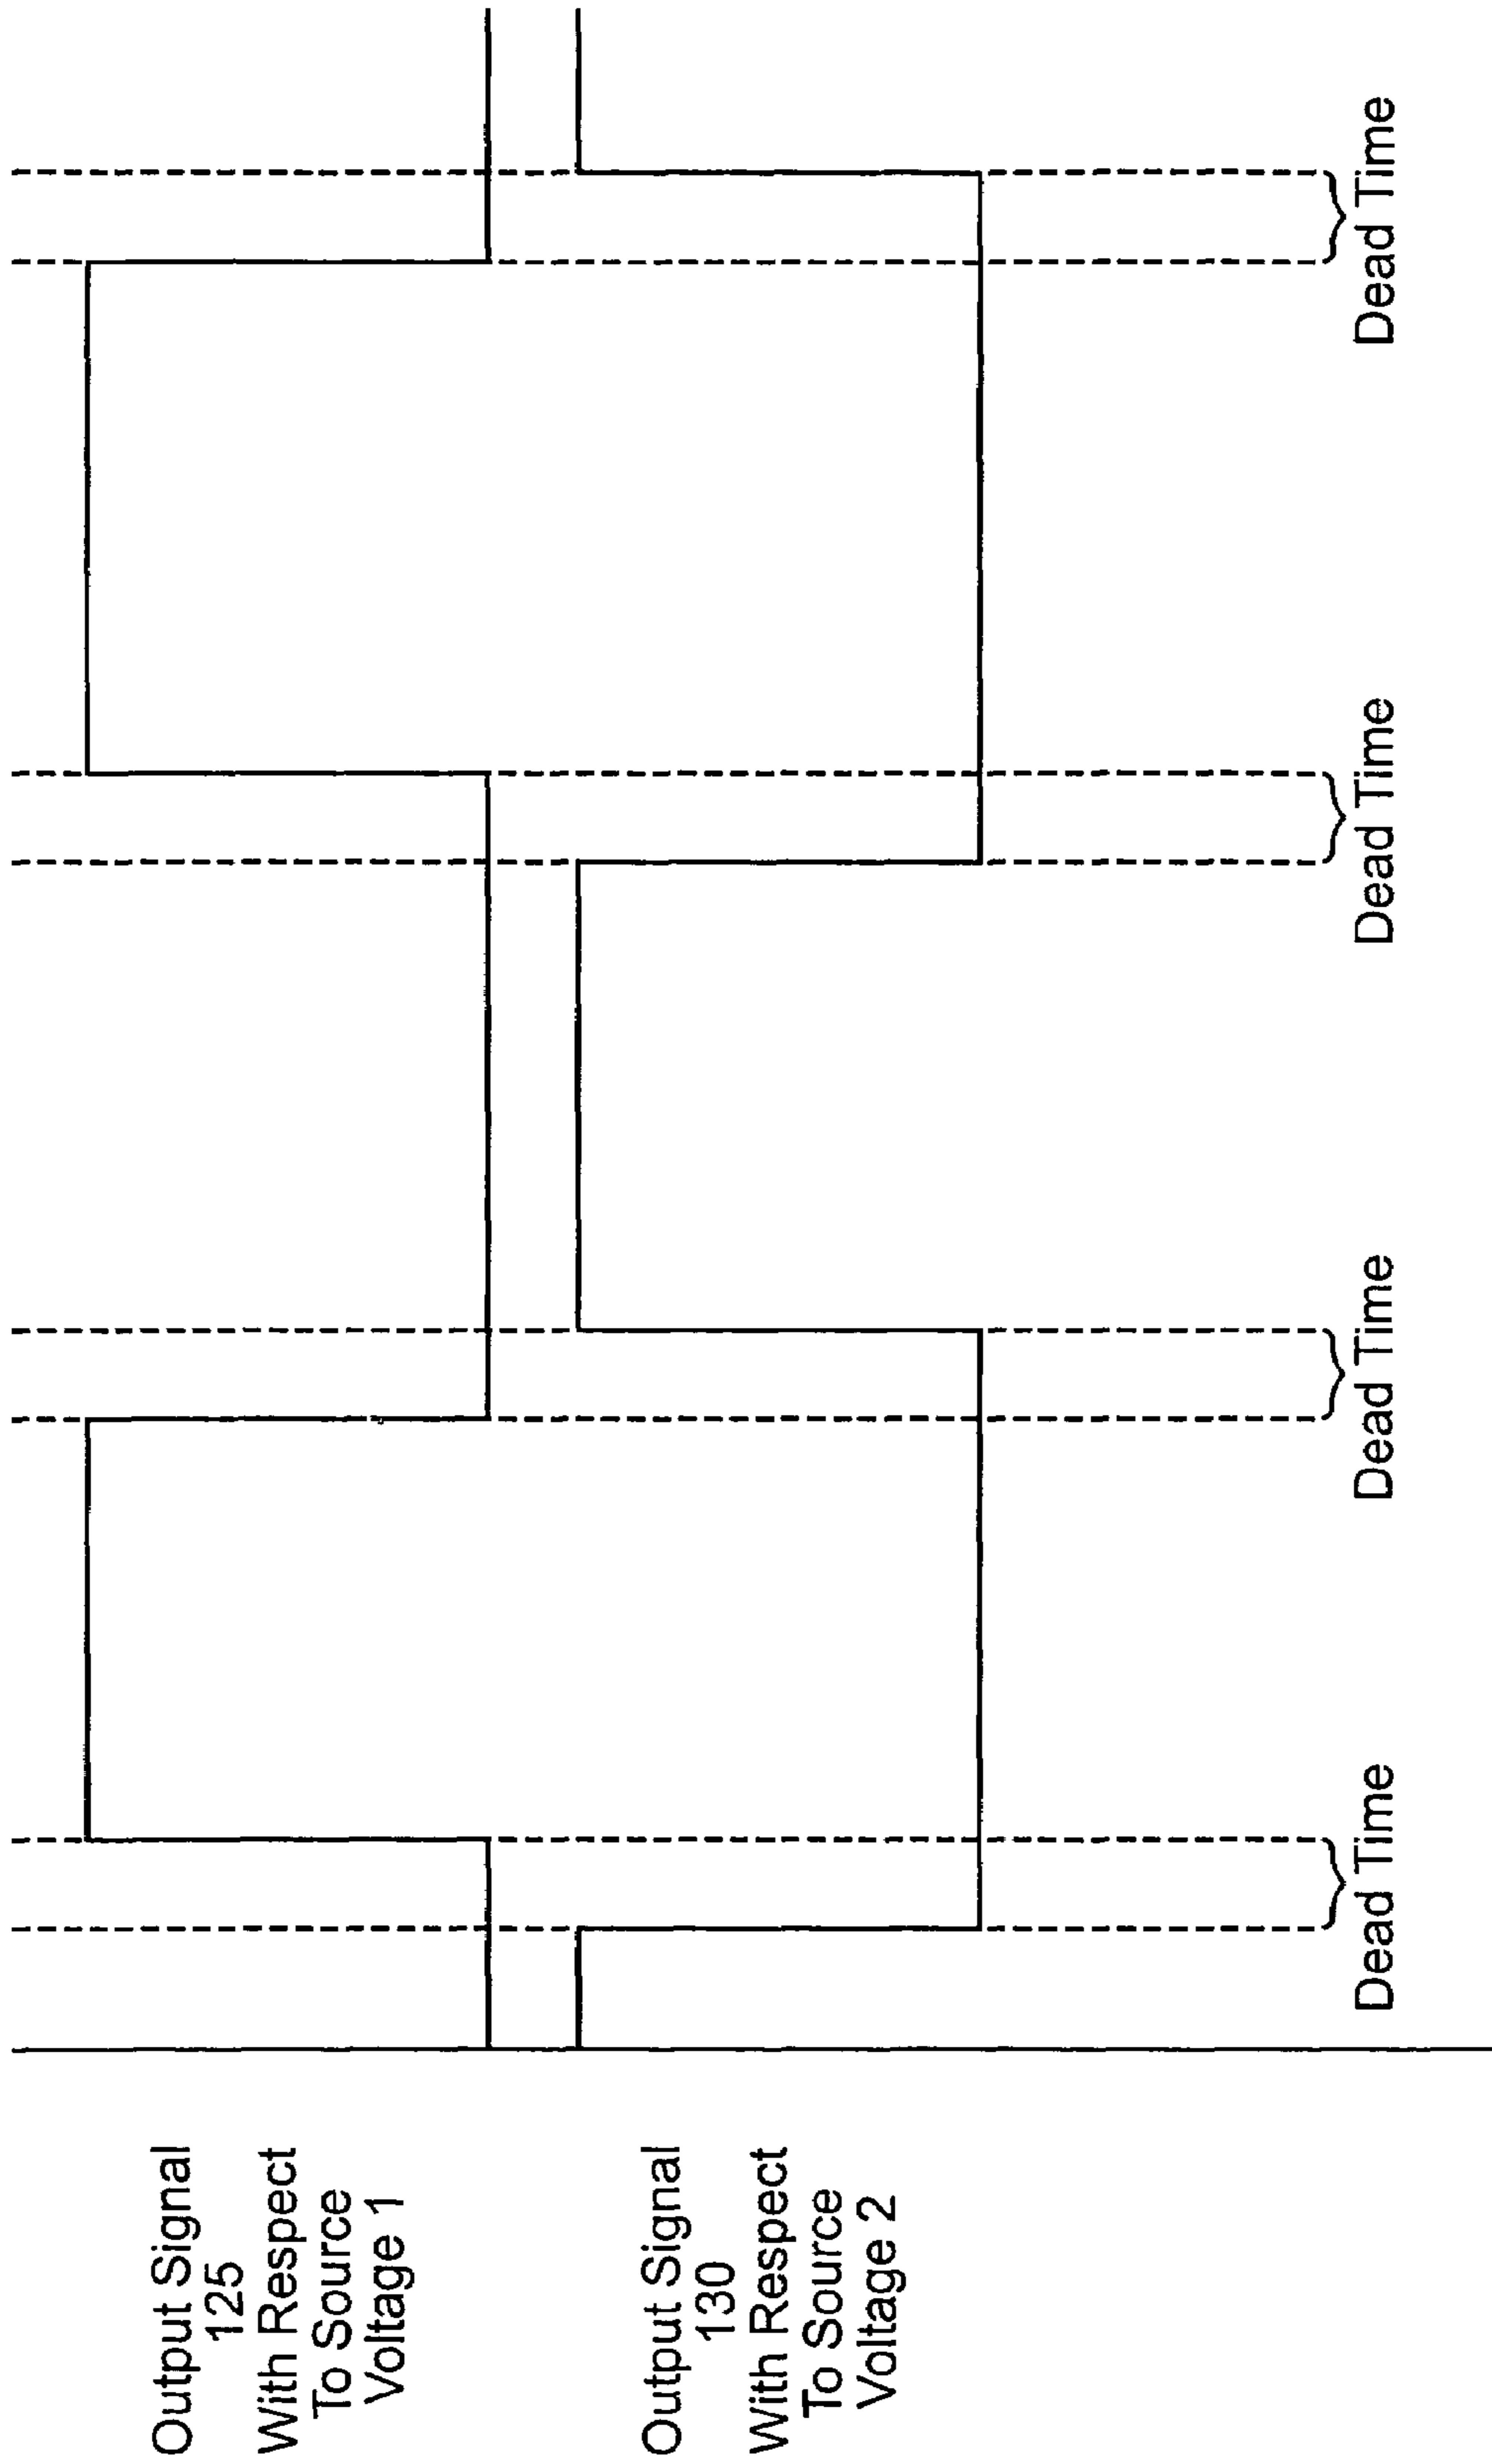 Output Signal
125
With Respect
To Source
Voltage 1
Output Signal
130
With Respect
To Source
Voltage 2
Dead Time
Dead Time
Dead Time
Dead Time